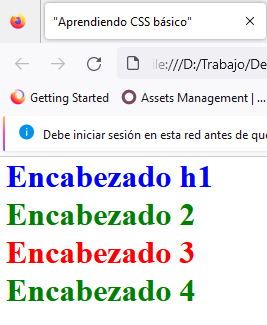 "Aprendiendo CSS básico"
ile:///D:/Trabajo/De
Getting Started
Assets Management | ...
Debe iniciar sesión en esta red antes de que
Encabezado h1
Encabezado 2
Encabezado 3
Encabezado 4